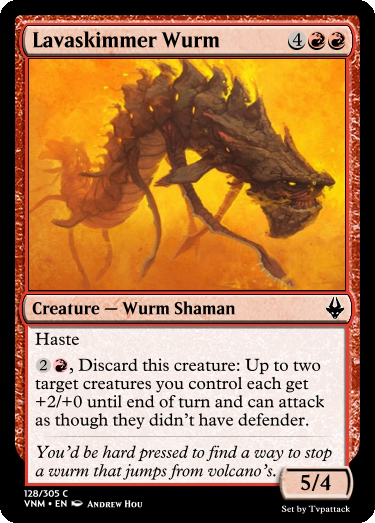 Lavaskimmer Wurm 4
Creature — Wurm Shaman
Haste
2 , Discard this creature: Up to two
target creatures you control each get
+2/+0 until end of turn and can attack
as though they didn't have defender.
You'd be hard pressed to find a way to stop
a wurm that jumps from volcano's.
5/4
128/305 C
VNM • EN Andrew Hou
Set by Tvpattack